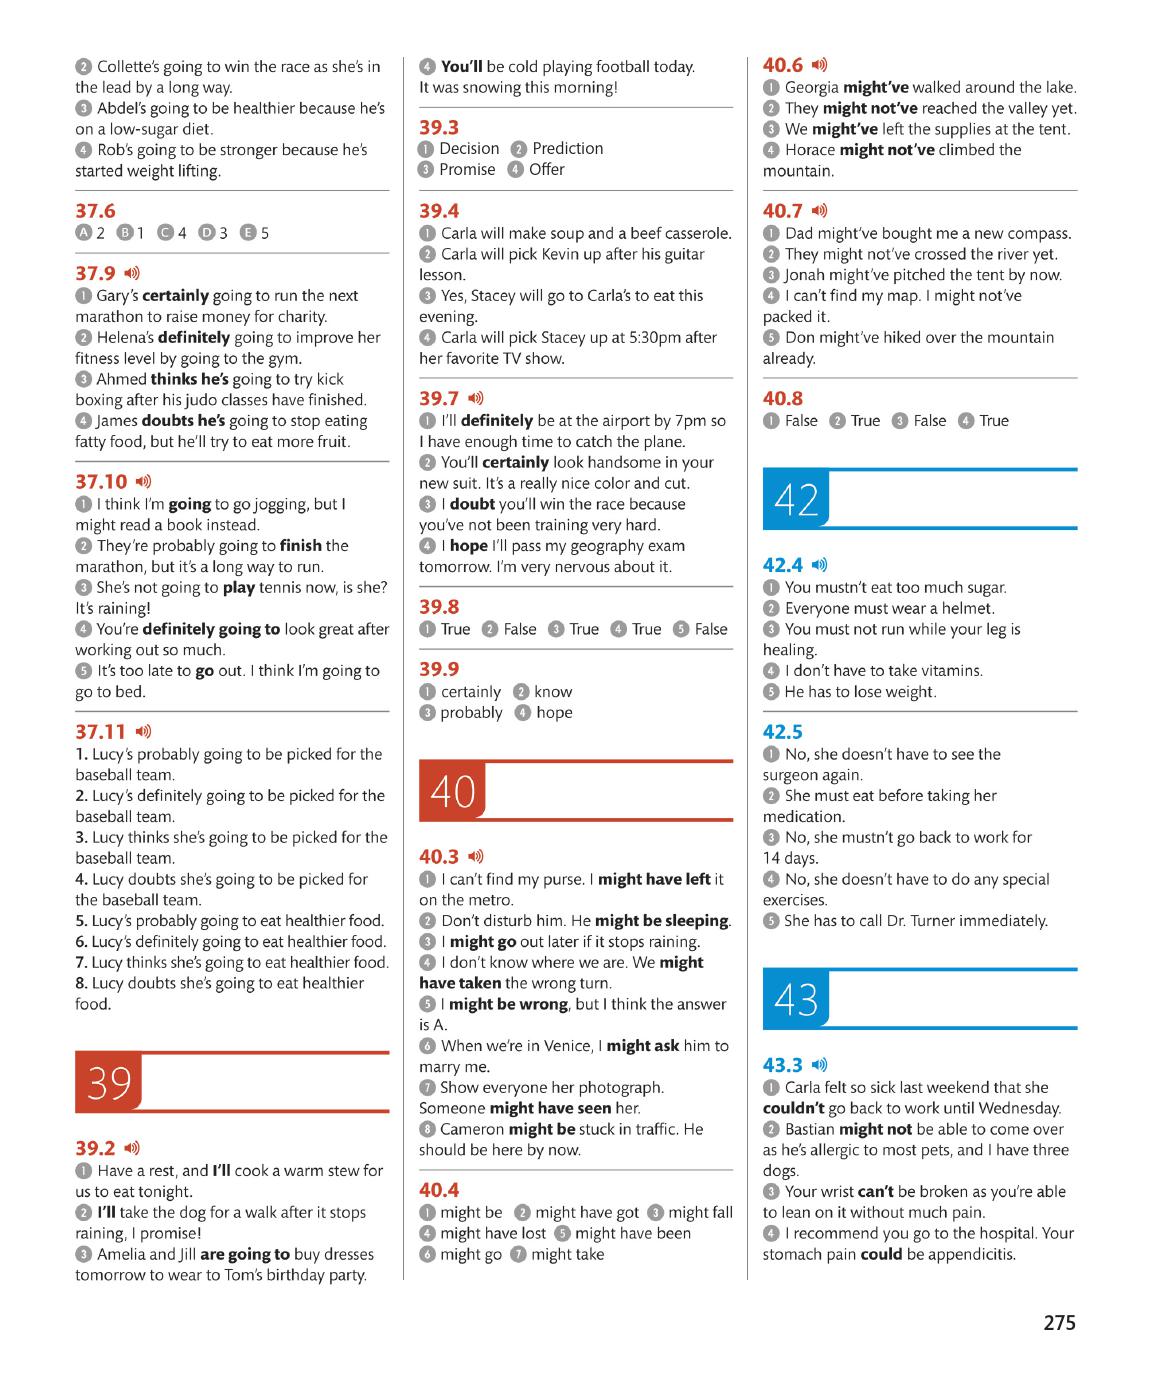 2 Collette's going to win the race as she's in
the lead by a long way.
3 Abdel's going to be healthier because he's
on a low-sugar diet.
4 Rob's going to be stronger because he's
started weight lifting.
37.6
A 2 B 1 C 4 D 3 E 5
37.9
1 Gary's certainly going to run the next
marathon to raise money for charity.
2 Helena's definitely going to improve her
fitness level by going to the gym.
3 Ahmed thinks he's going to try kick
boxing after his judo classes have finished.
4 James doubts he's going to stop eating
fatty food, but he'll try to eat more fruit.
37.10
1 I think I'm going to go jogging, but I
might read a book instead.
2 They're probably going to finish the
marathon, but it's a long way to run.
3 She's not going to play tennis now, is she?
It's raining!
4 You're definitely going to look great after
working out so much.
5 It's too late to go out. I think I'm going to
go to bed.
37.11
1. Lucy's probably going to be picked for the
baseball team.
2. Lucy's definitely going to be picked for the
baseball team.
3. Lucy thinks she's going to be picked for the
baseball team.
4. Lucy doubts she's going to be picked for
the baseball team.
5. Lucy's probably going to eat healthier food.
6. Lucy's definitely going to eat healthier food.
7. Lucy thinks she's going to eat healthier food.
8. Lucy doubts she's going to eat healthier
food.
39
39.2
1 Have a rest, and I'll cook a warm stew for
us to eat tonight.
2 I'll take the dog for a walk after it stops
raining, I promise!
3 Amelia and Jill are going to buy dresses
tomorrow to wear to Tom's birthday party.
4 You'll be cold playing football today.
It was snowing this morning!
39.3
1 Decision 2 Prediction
3 Promise 4 Offer
39.4
1 Carla will make soup and a beef casserole.
2 Carla will pick Kevin up after his guitar
lesson.
3 Yes, Stacey will go to Carla's to eat this
evening.
4 Carla will pick Stacey up at 5:30pm after
her favorite TV show.
39.7
1 I'll definitely be at the airport by 7pm so
I have enough time to catch the plane.
2 You'll certainly look handsome in your
new suit. It's a really nice color and cut.
3 I doubt you'll win the race because
you've not been training very hard.
4 I hope I'll pass my geography exam
tomorrow. I'm very nervous about it.
39.8
1 True 2 False 3 True 4 True 5 False
39.9
1 certainly 2 know
3 probably 4 hope
40
40.3
1 I can't find my purse. I might have left it
on the metro.
2 Don't disturb him. He might be sleeping.
3 I might go out later if it stops raining.
4 I don't know where we are. We might
have taken the wrong turn.
5 I might be wrong, but I think the answer
is A.
6 When we're in Venice, I might ask him to
marry me.
7 Show everyone her photograph.
Someone might have seen her.
8 Cameron might be stuck in traffic. He
should be here by now.
40.4
1 might be 2 might have got 3 might fall
4 might have lost 5 might have been
6 might go 7 might take
40.6
1 Georgia might've walked around the lake.
2 They might not've reached the valley yet.
3 We might've left the supplies at the tent.
4 Horace might not've climbed the
mountain.
40.7
1 Dad might've bought me a new compass.
2 They might not've crossed the river yet.
3 Jonah might've pitched the tent by now.
4 I can't find my map. I might not've
packed it.
5 Don might've hiked over the mountain
already.
40.8
1 False 2 True 3 False 4 True
42
42.4
1 You mustn't eat too much sugar.
2 Everyone must wear a helmet.
3 You must not run while your leg is
healing.
4 I don't have to take vitamins.
5 He has to lose weight.
42.5
1 No, she doesn't have to see the
surgeon again.
2 She must eat before taking her
medication.
3 No, she mustn't go back to work for
14 days.
4 No, she doesn't have to do any special
exercises.
5 She has to call Dr. Turner immediately.
43
43.3
1 Carla felt so sick last weekend that she
couldn't go back to work until Wednesday.
2 Bastian might not be able to come over
as he's allergic to most pets, and I have three
dogs.
3 Your wrist can't be broken as you're able
to lean on it without much pain.
4 I recommend you go to the hospital. Your
stomach pain could be appendicitis.
275